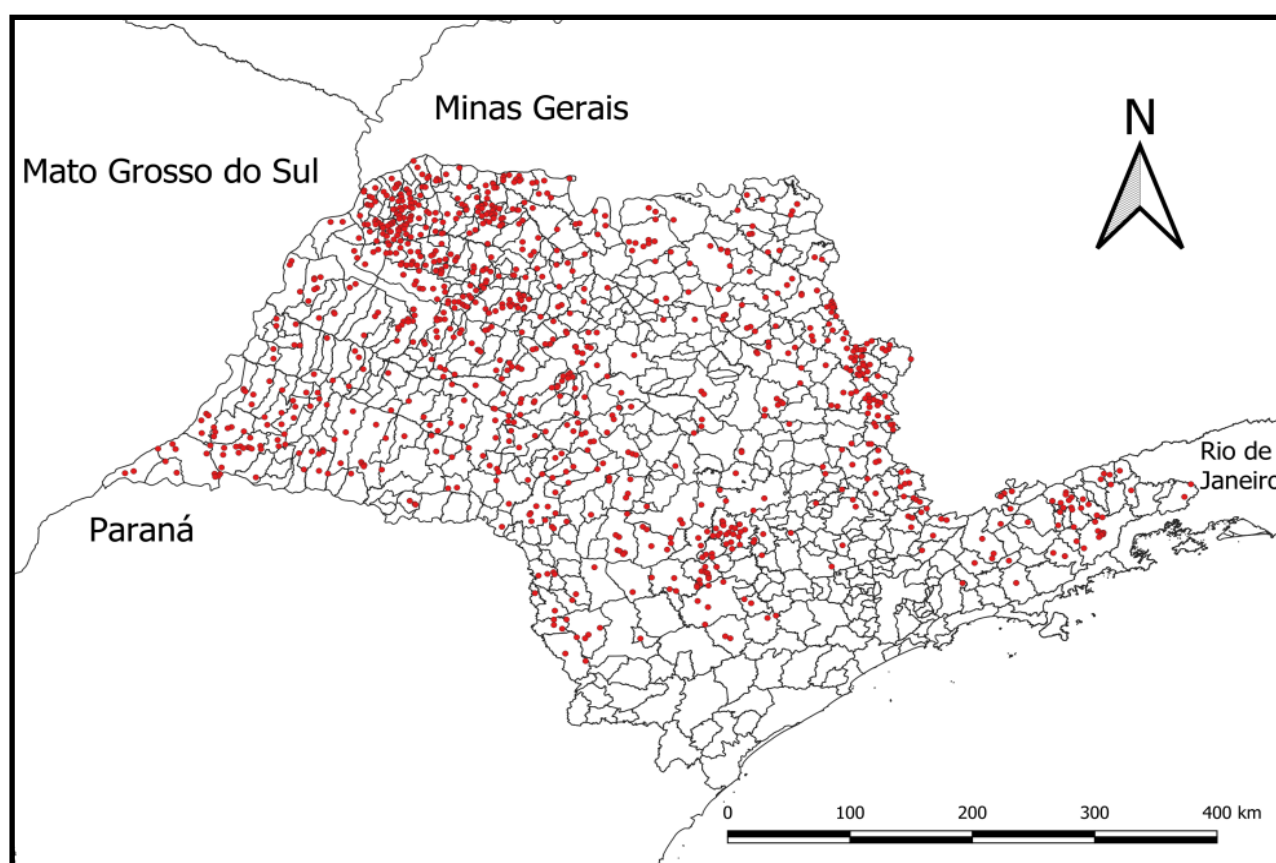 Minas Gerais
N
Mato Grosso do Sul
Rio de
Janeiro
Paraná
0 100 200 300 400 km